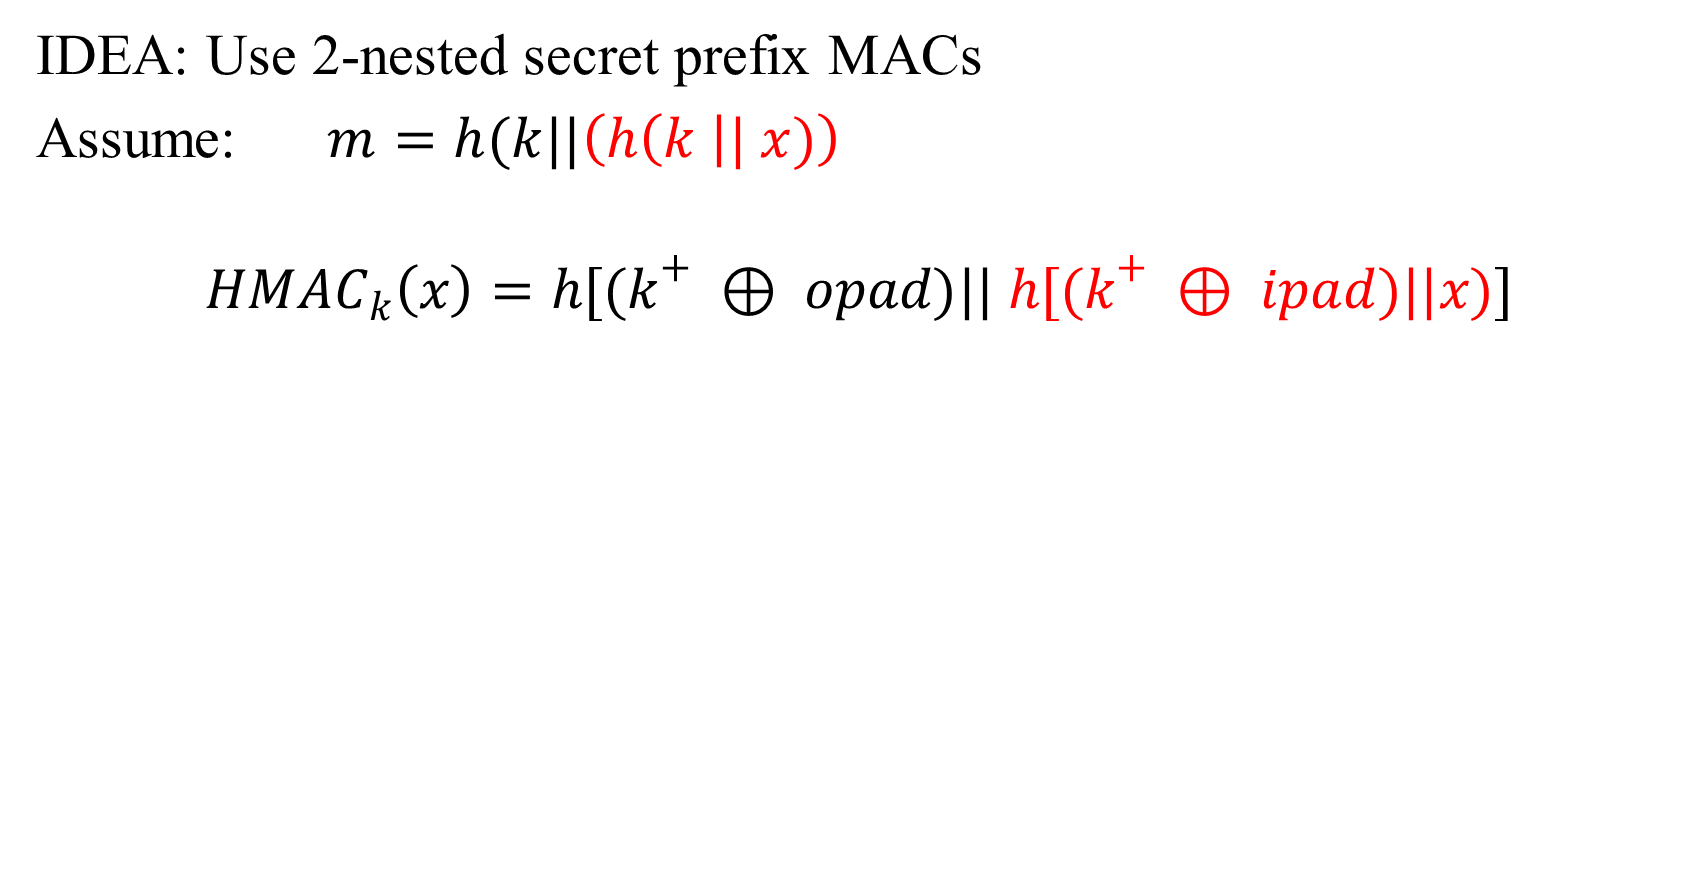 IDEA: Use 2-nested secret prefix MACs
Assume: m = h(k||(h(k || x))
HMACₖ(x) = h[(k⁺ ⊕ opad)|| h[(k⁺ ⊕ ipad)||x)]